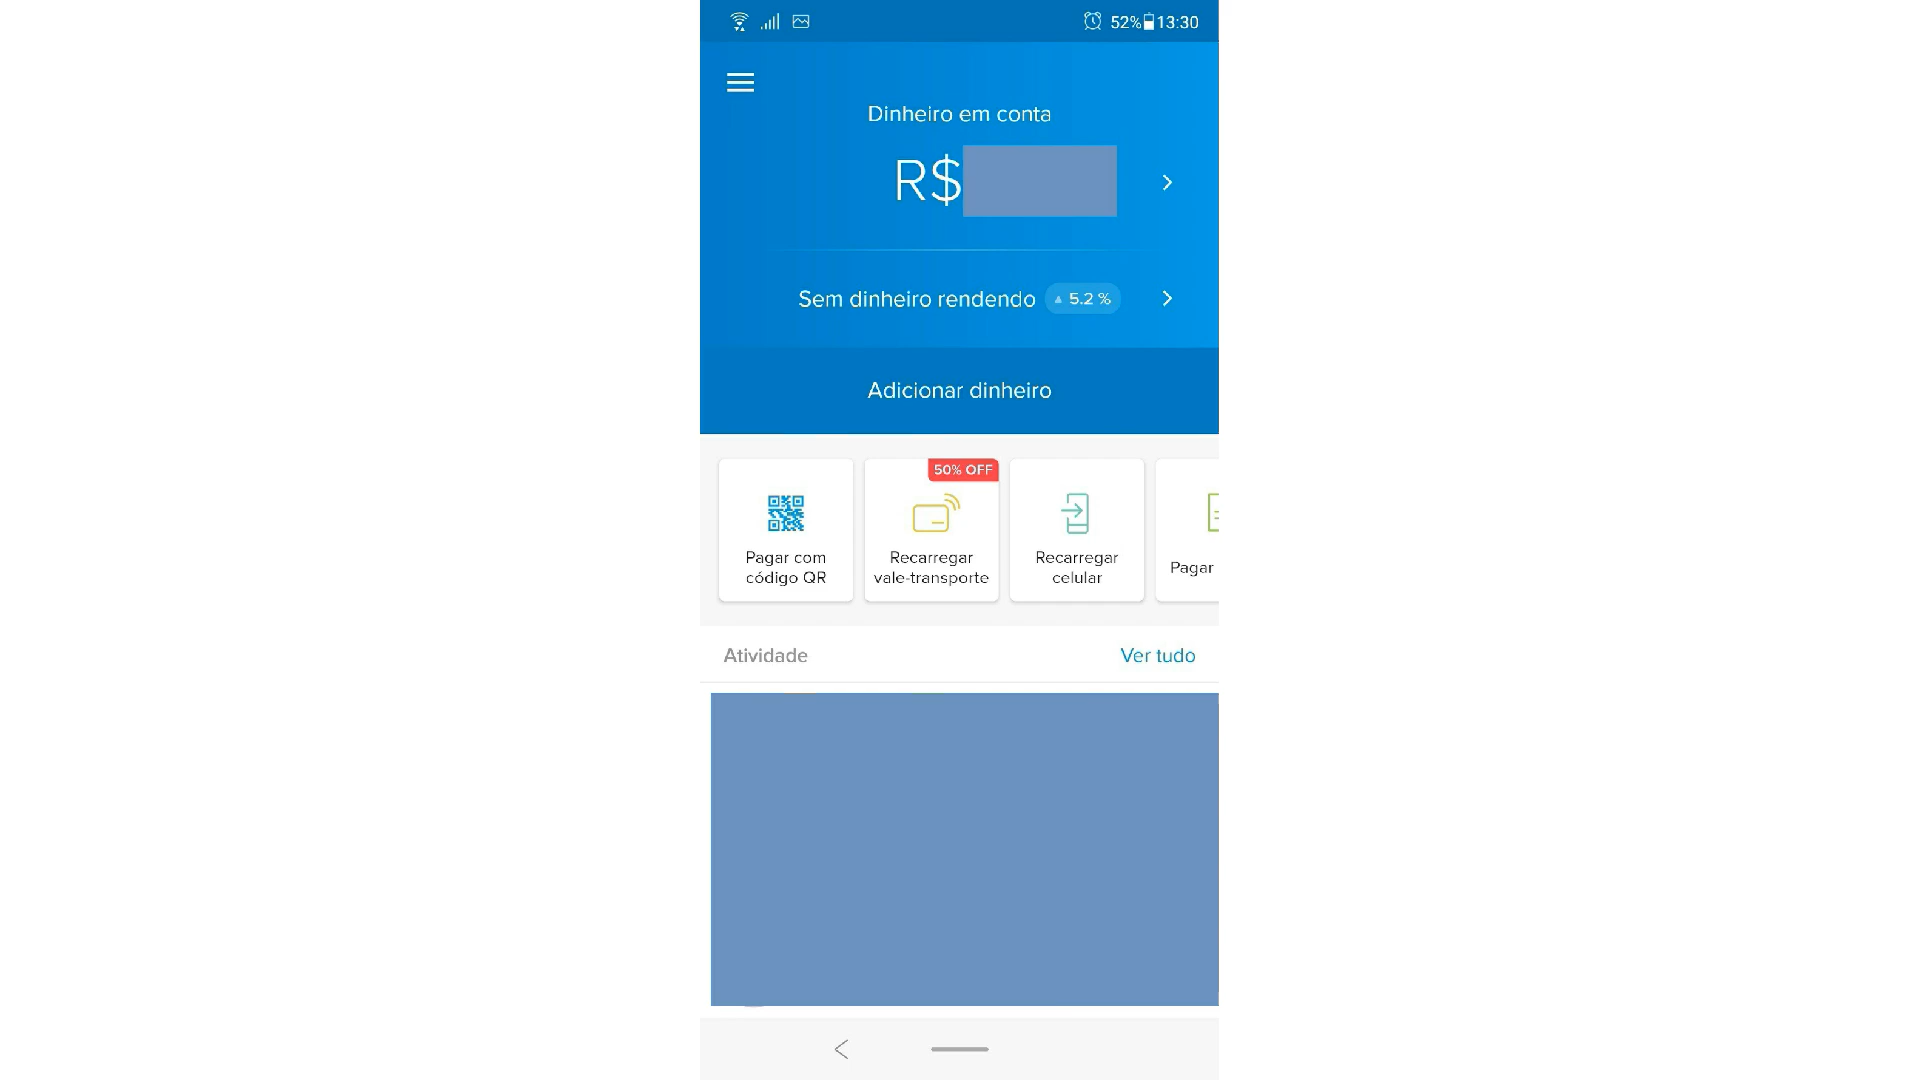 52% 13:30
Dinheiro em conta
R$
Sem dinheiro rendendo 5.2 %
Adicionar dinheiro
50% OFF
Pagar com
código QR
Recarregar
vale-transporte
Recarregar
celular
Pagar
Atividade
Ver tudo